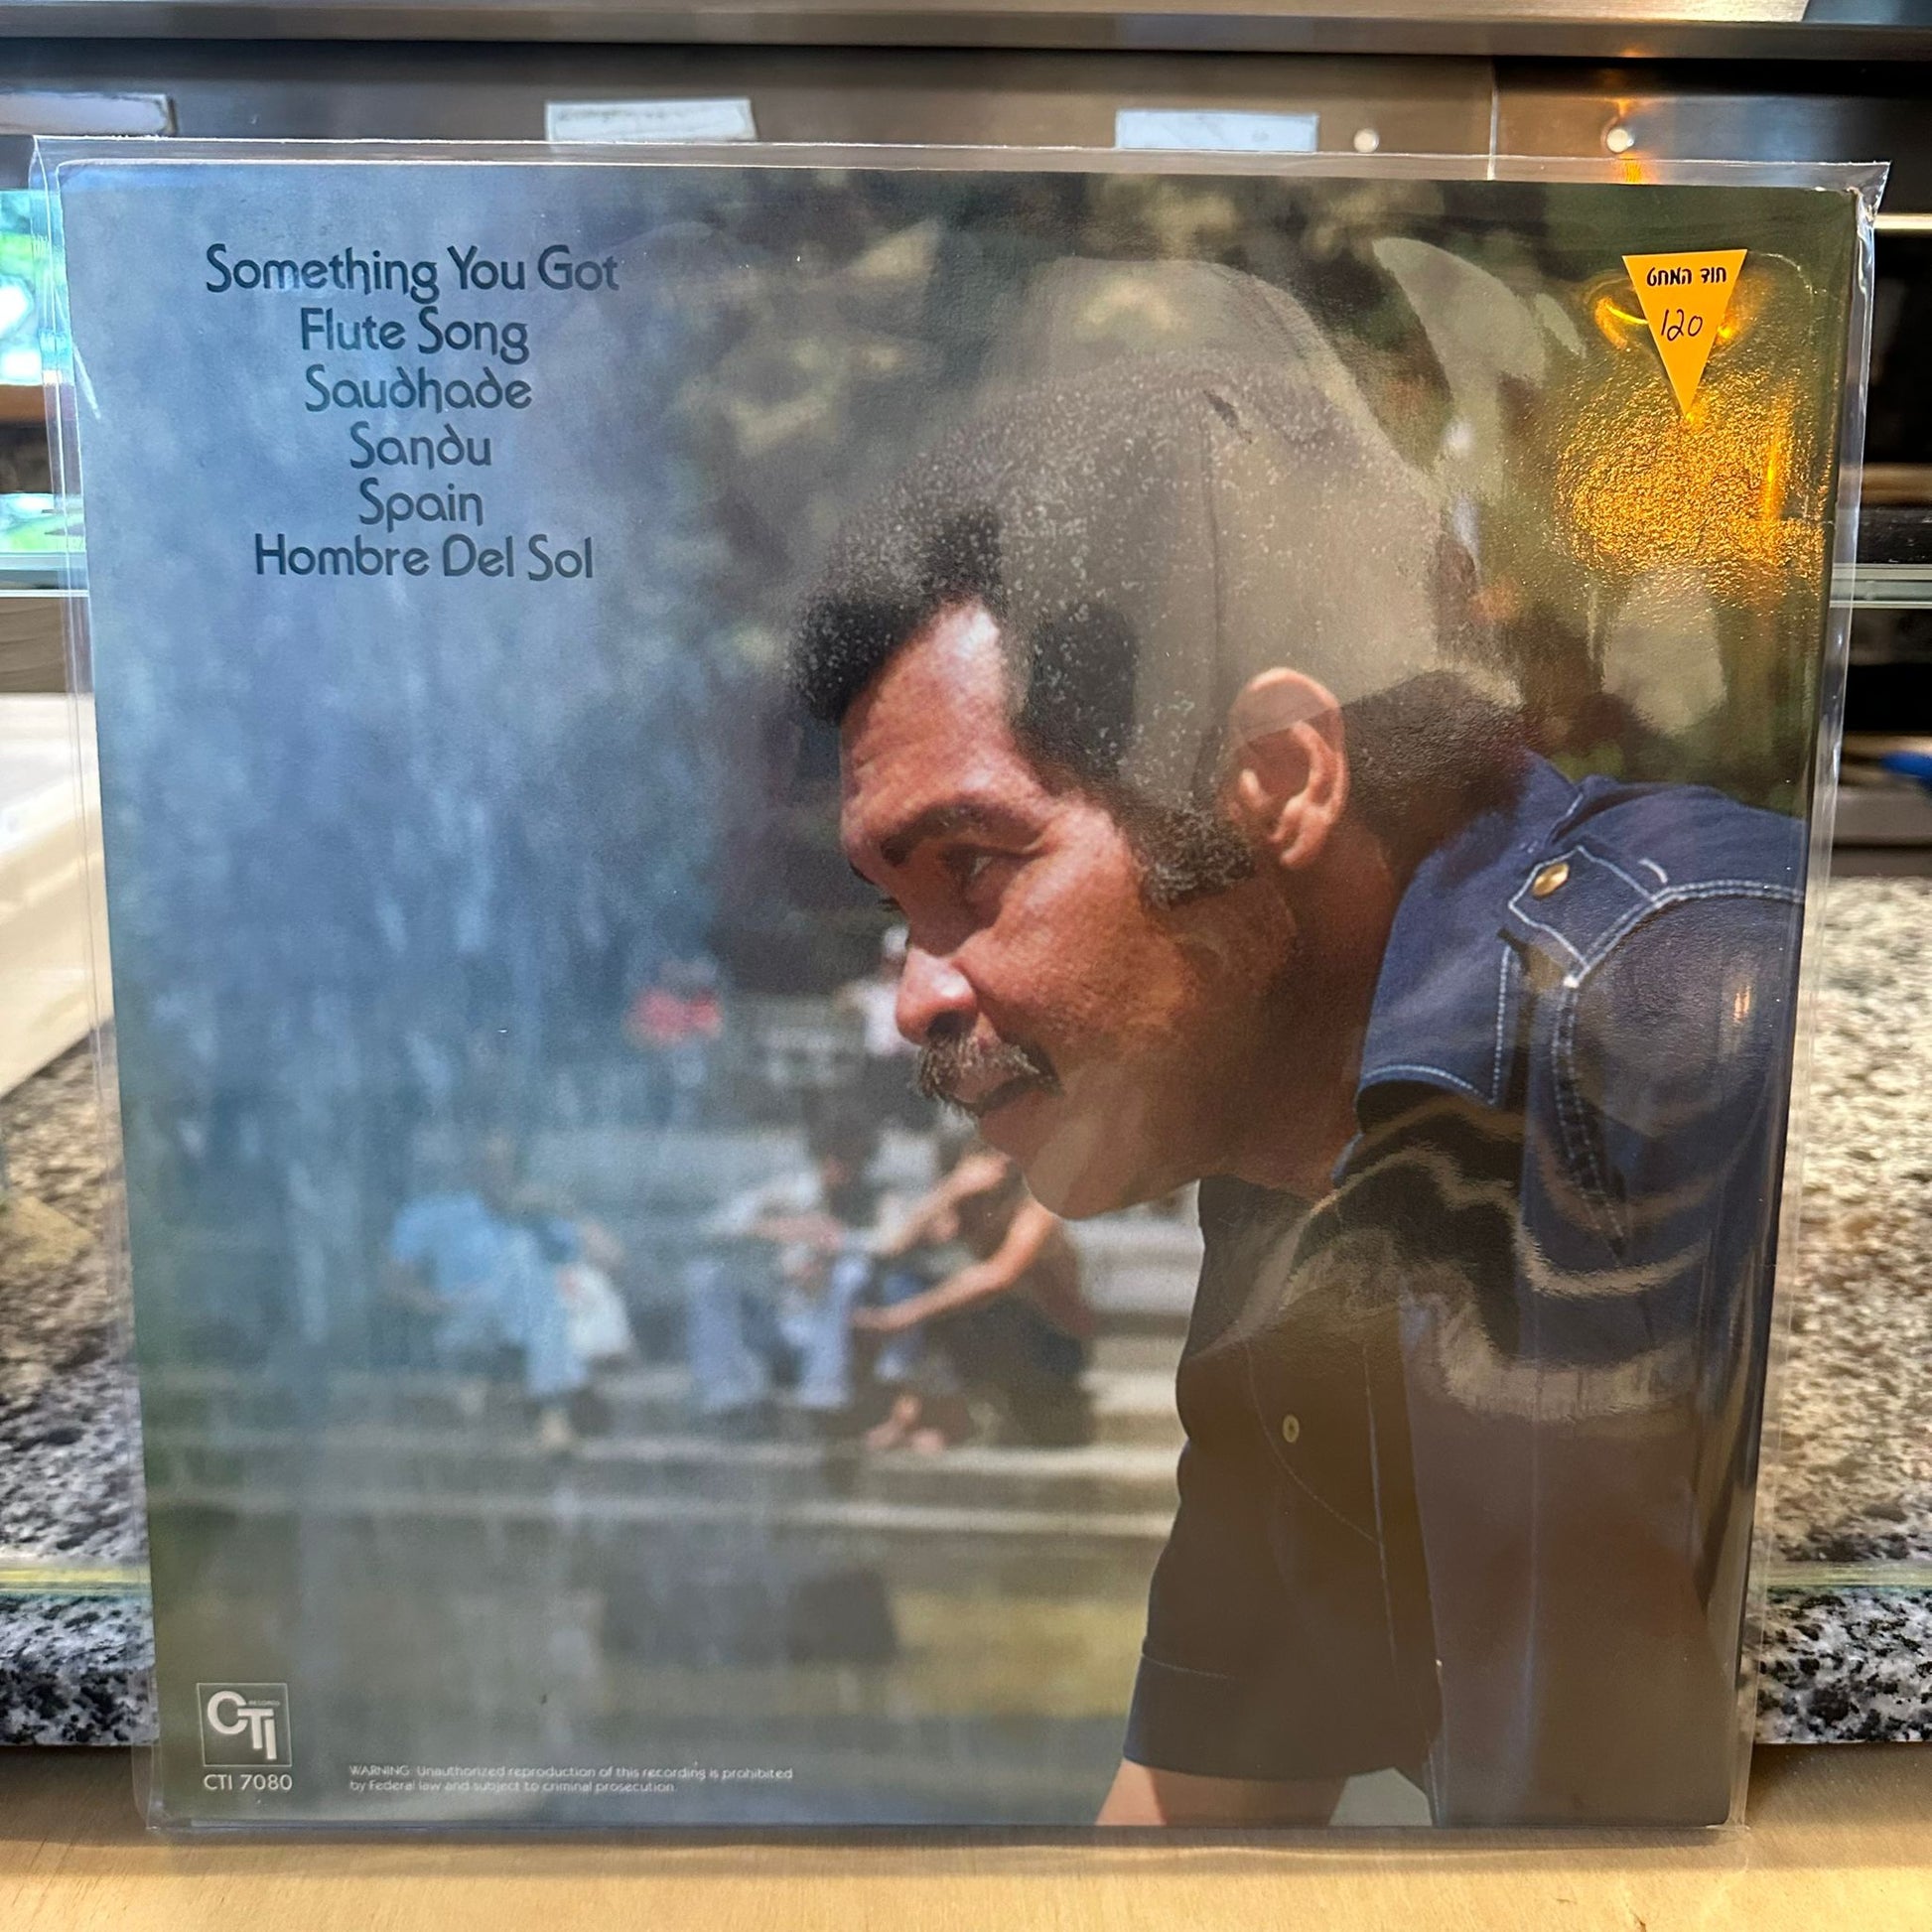 Something You Got
Flute Song
Saudhade
Sandu
Spain
Hombre Del Sol
חוד המחט
120
CTI
RECORDS
CTI 7080
WARNING: Unauthorized reproduction of this recording is prohibited
by Federal law and subject to criminal prosecution.